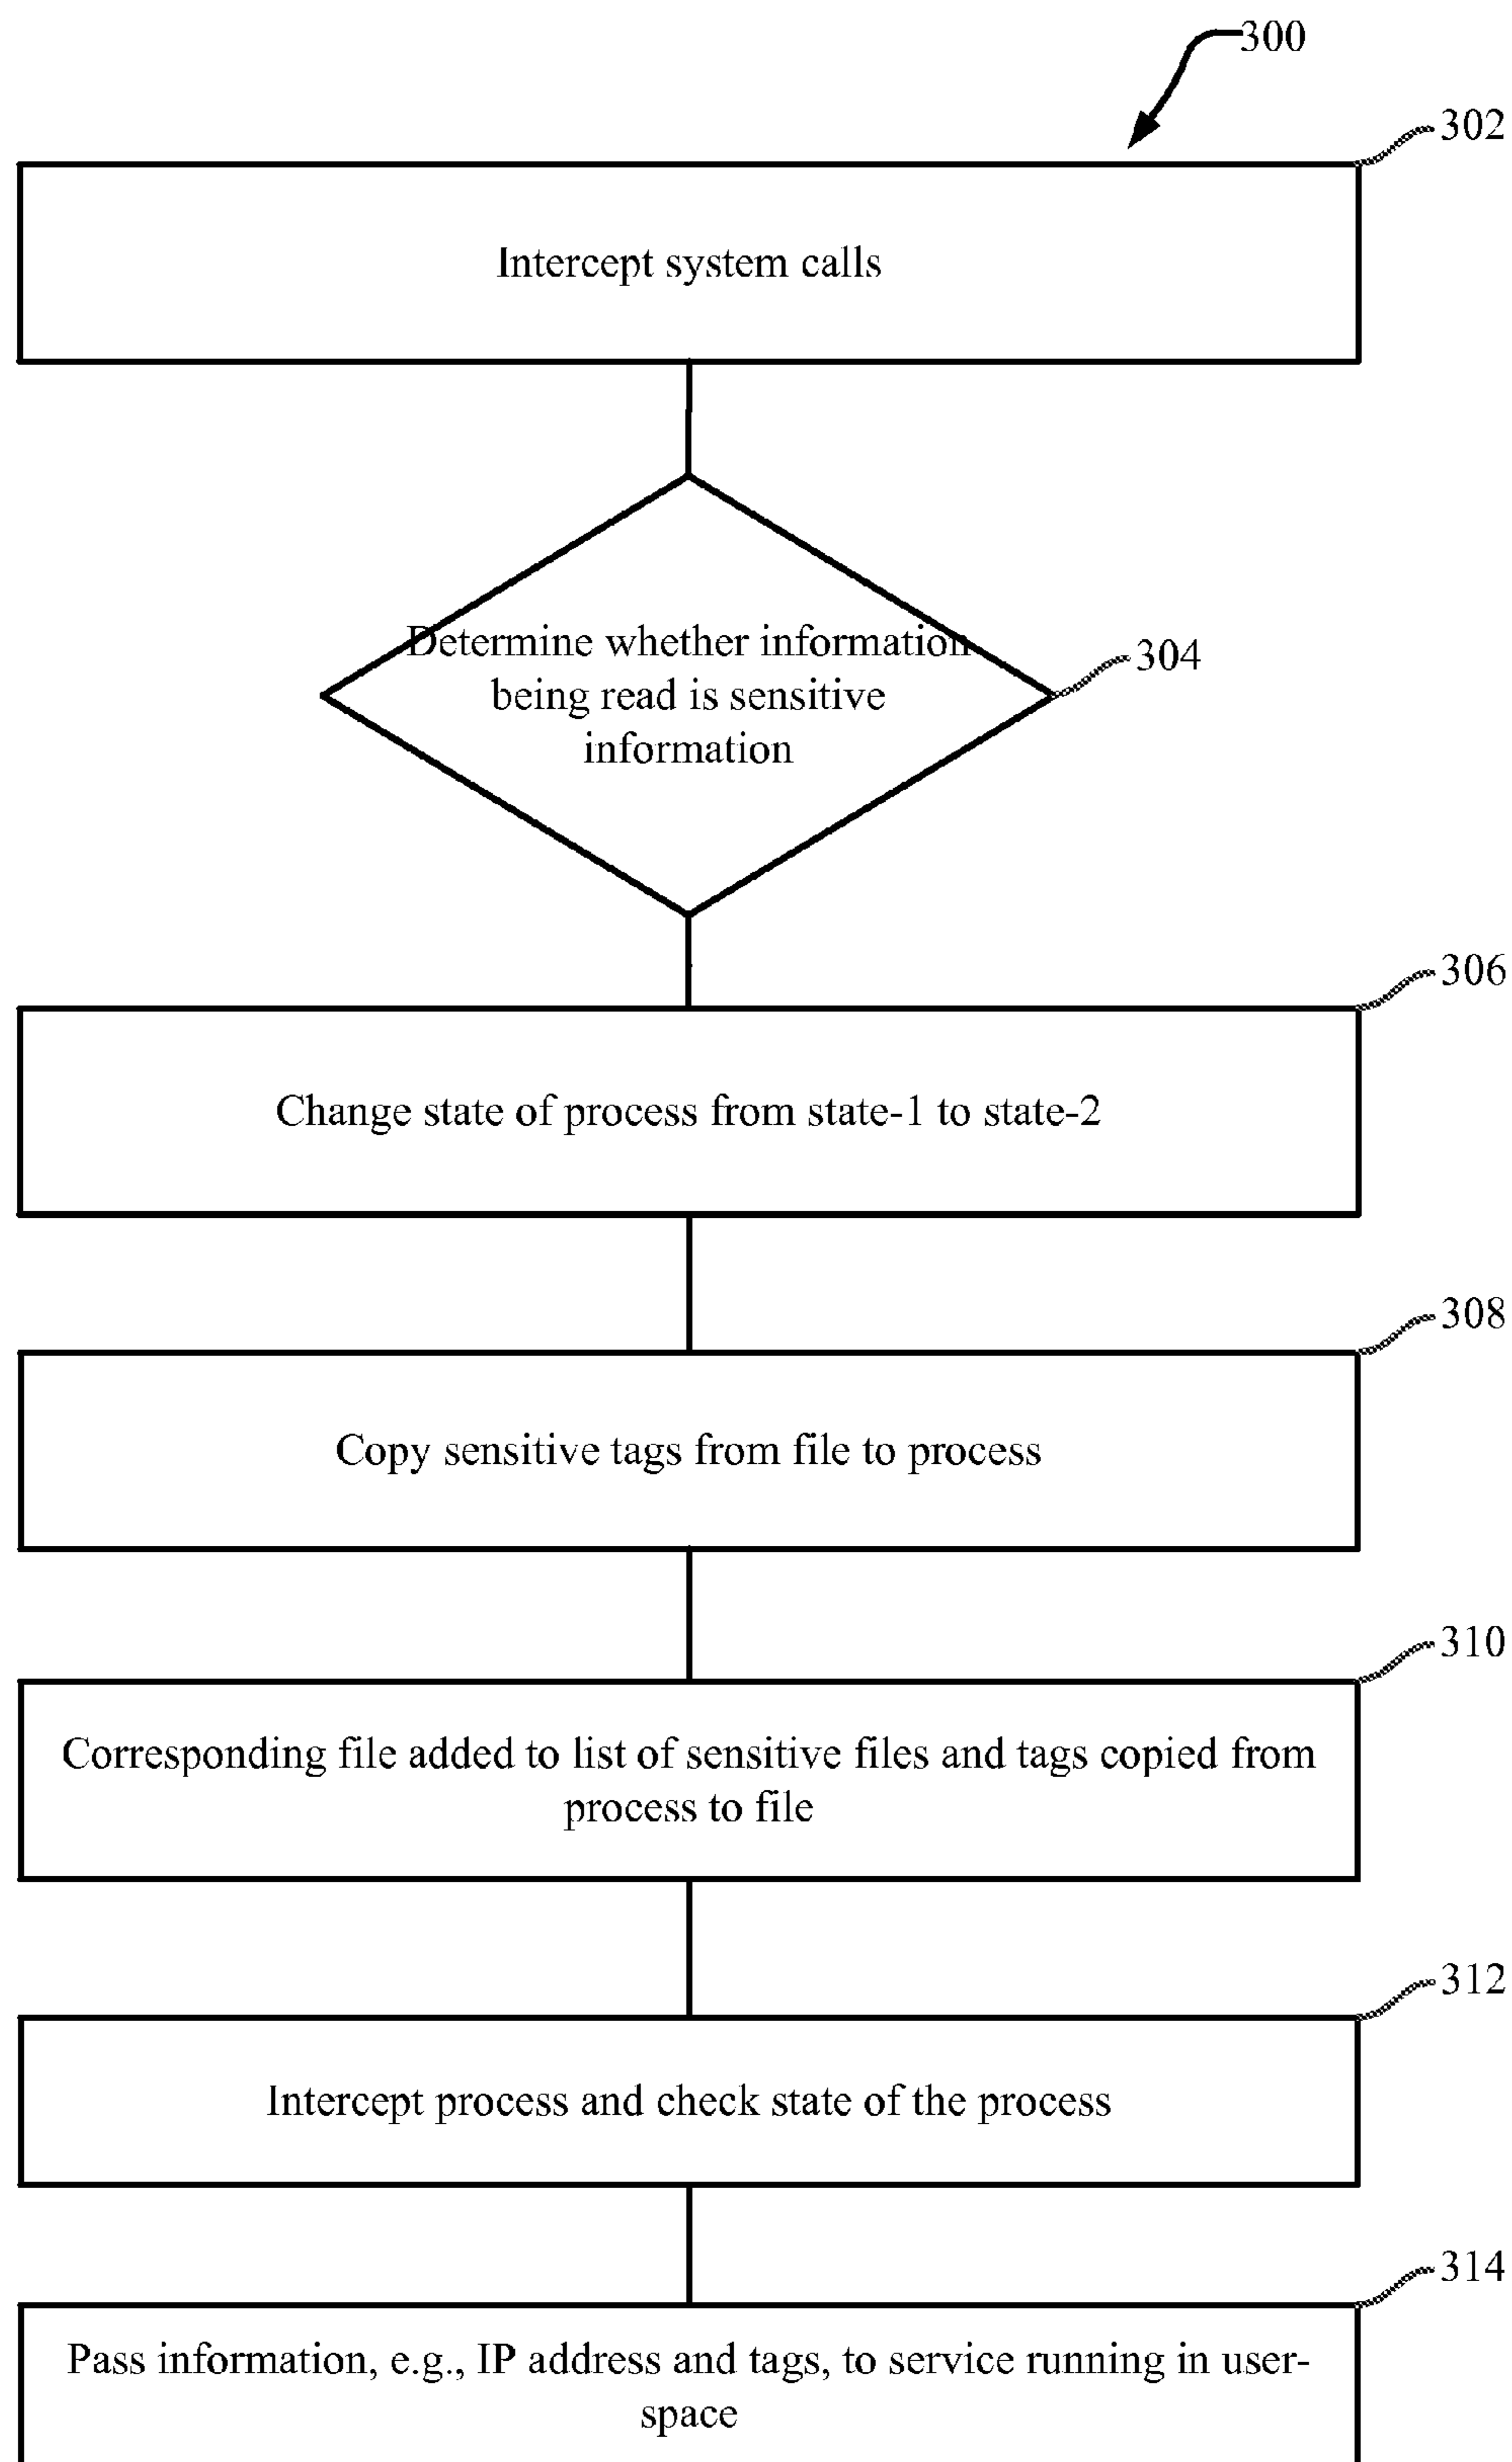 300
302
Intercept system calls
Determine whether information
being read is sensitive
information
304
306
Change state of process from state-1 to state-2
308
Copy sensitive tags from file to process
310
Corresponding file added to list of sensitive files and tags copied from
process to file
312
Intercept process and check state of the process
314
Pass information, e.g., IP address and tags, to service running in user-
space